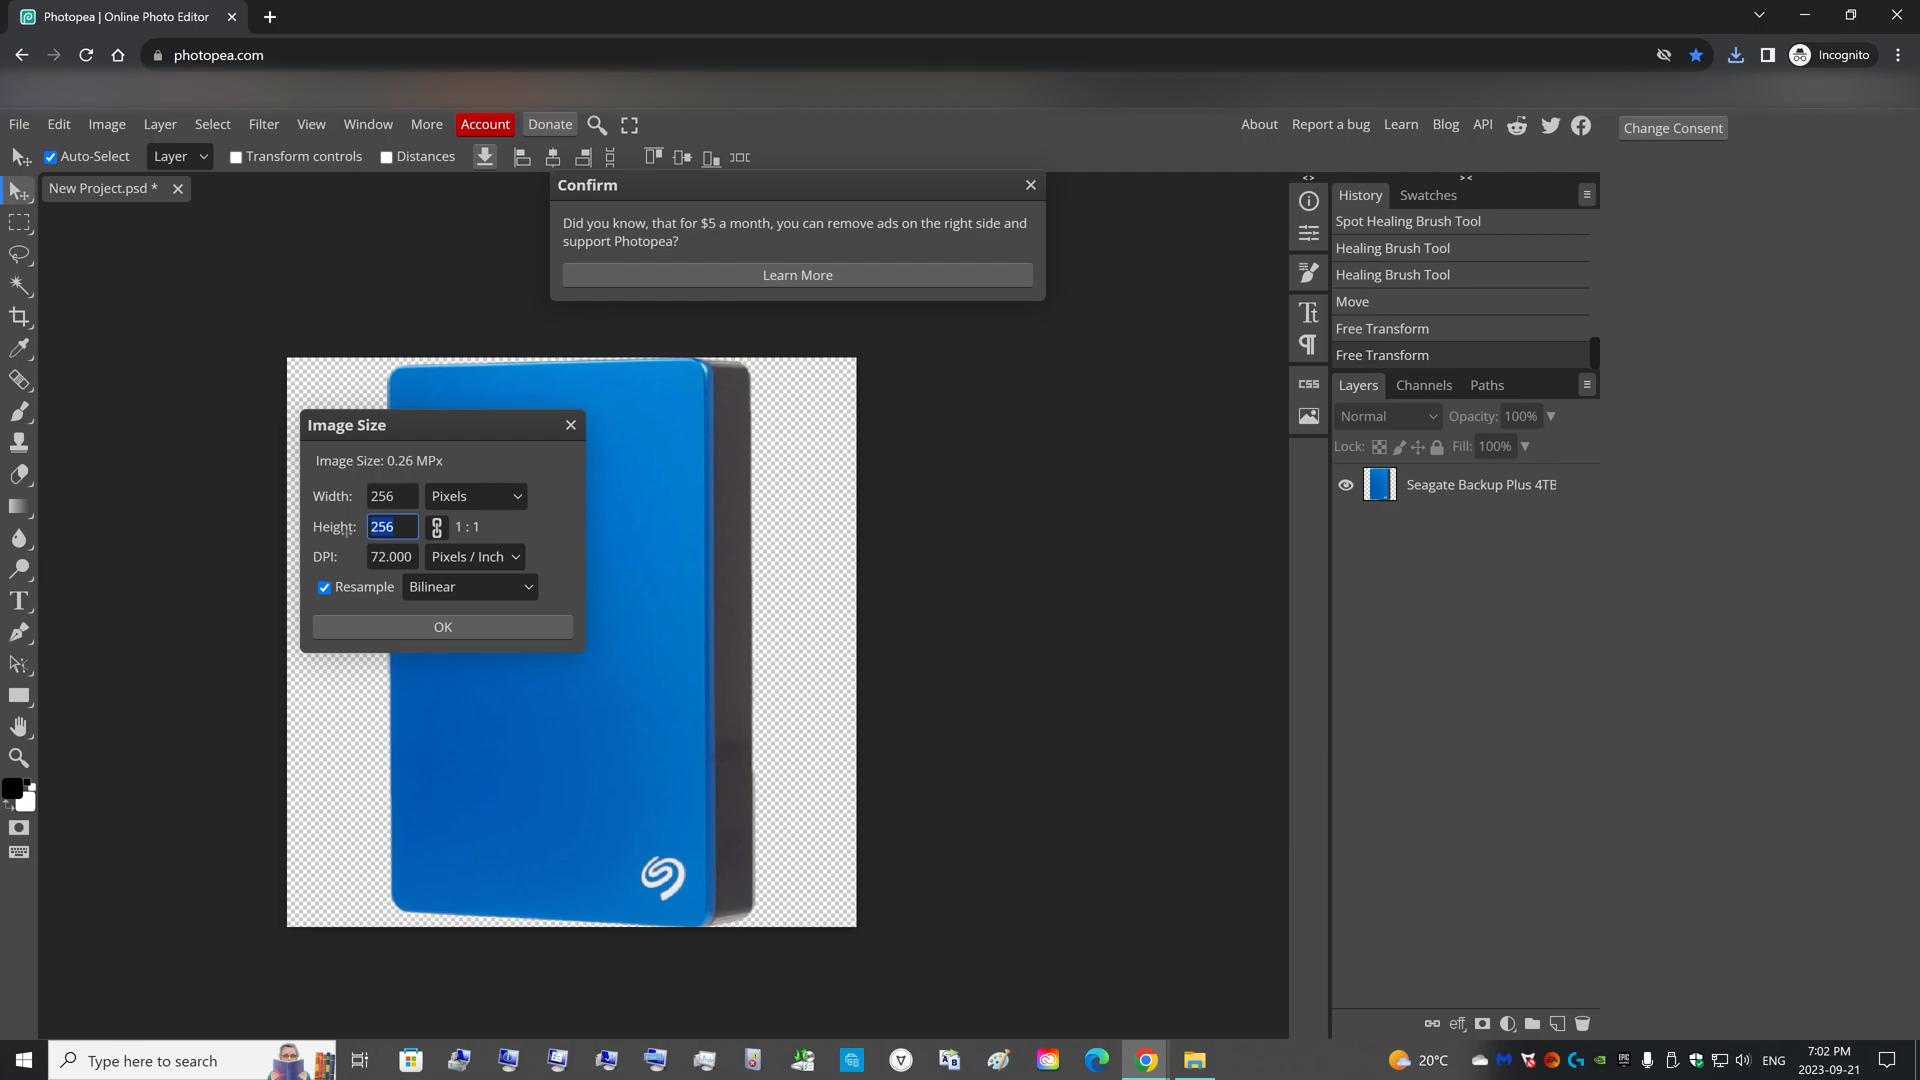 Photopea | Online Photo Editor
photopea.com
Incognito
File Edit Image Layer Select Filter View Window More Account Donate
About Report a bug Learn Blog API
Change Consent
Auto-Select Layer Transform controls Distances
New Project.psd *
Confirm
Did you know, that for $5 a month, you can remove ads on the right side and
support Photopea?
Learn More
History Swatches
Spot Healing Brush Tool
Healing Brush Tool
Healing Brush Tool
Move
Free Transform
Free Transform
Layers Channels Paths
Normal Opacity: 100%
Lock: Fill: 100%
Seagate Backup Plus 4TB
CSS
Image Size
Image Size: 0.26 MPx
Width: 256 Pixels
Height: 256 1 : 1
DPI: 72.000 Pixels / Inch
Resample Bilinear
OK
eff
Type here to search
20°C
ENG
7:02 PM
2023-09-21